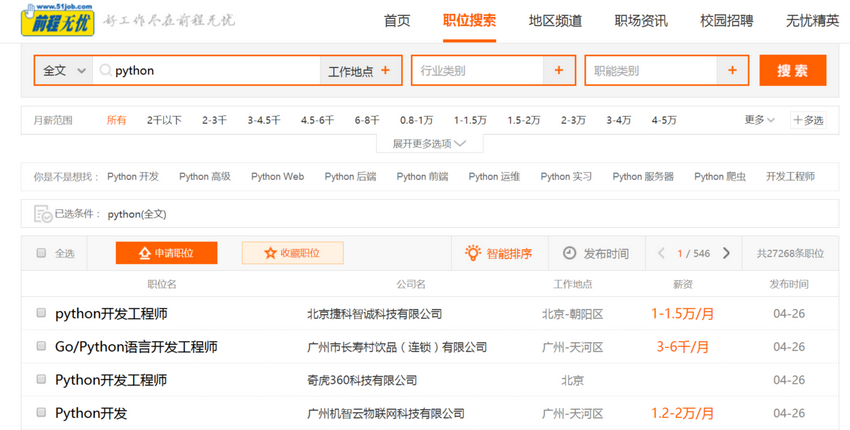 www.51job.com
前程无忧 好工作尽在前程无忧 首页 职位搜索 地区频道 职场资讯 校园招聘 无忧精英
全文 python 工作地点 + 行业类别 + 职能类别 + 搜索
月薪范围 所有 2千以下 2-3千 3-4.5千 4.5-6千 6-8千 0.8-1万 1-1.5万 1.5-2万 2-3万 3-4万 4-5万 更多 +多选
展开更多选项
你是不是想找： Python 开发 Python 高级 Python Web Python 后端 Python 前端 Python 运维 Python 实习 Python 服务器 Python 爬虫 开发工程师
已选条件： python(全文)
全选 申请职位 收藏职位 智能排序 发布时间 1 / 546 共27268条职位
职位名 公司名 工作地点 薪资 发布时间
python开发工程师 北京捷科智诚科技有限公司 北京-朝阳区 1-1.5万/月 04-26
Go/Python语言开发工程师 广州市长寿村饮品（连锁）有限公司 广州-天河区 3-6千/月 04-26
Python开发工程师 奇虎360科技有限公司 北京 04-26
Python开发 广州机智云物联网科技有限公司 广州-天河区 1.2-2万/月 04-26